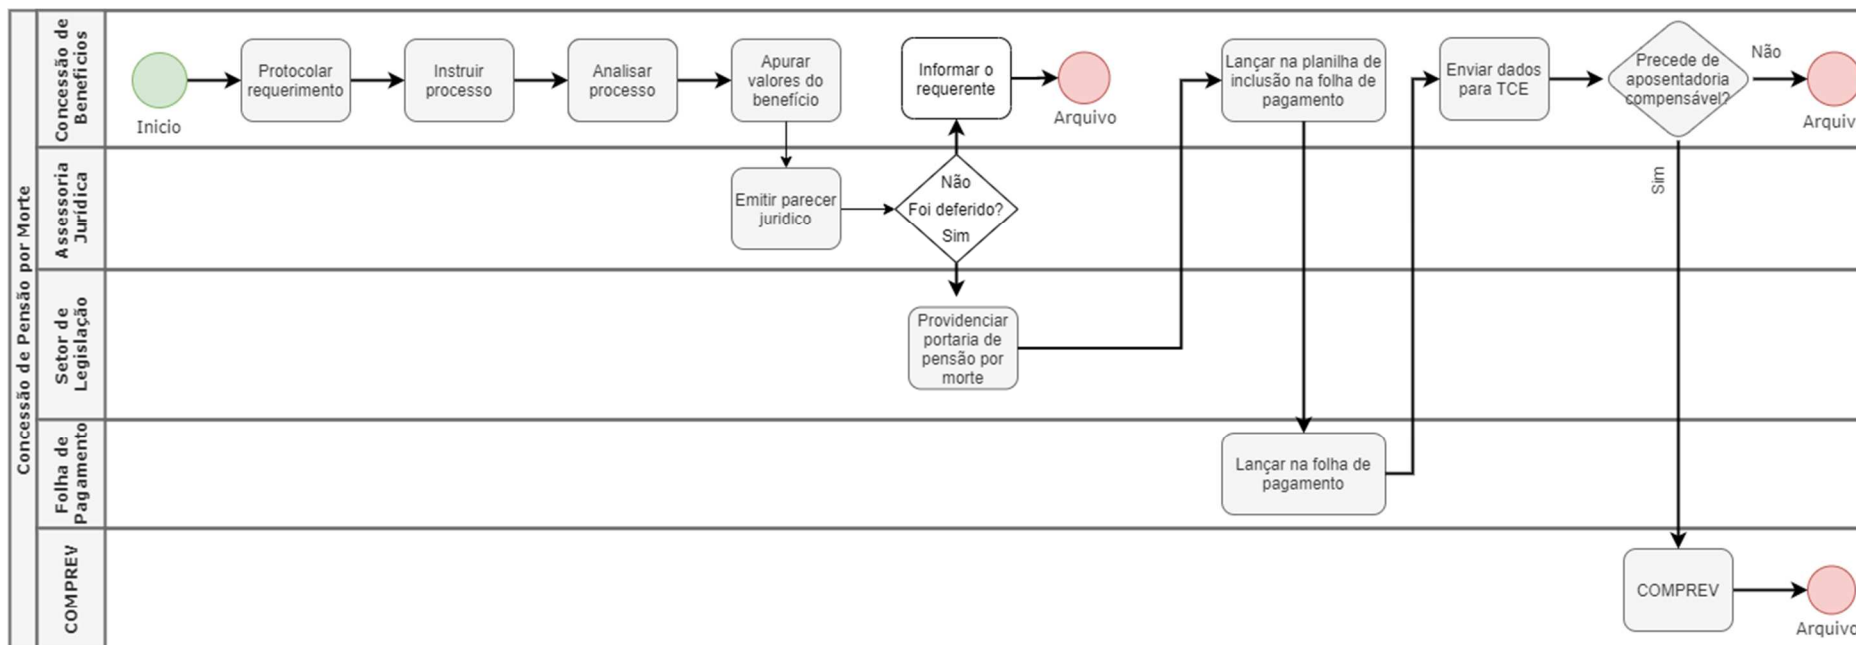 Concessão de Pensão por Morte
Concessão de
Benefícios
Inicio
Protocolar
requerimento
Instruir
processo
Analisar
processo
Apurar
valores do
benefício
Informar o
requerente
Arquivo
Lançar na planilha de
inclusão na folha de
pagamento
Enviar dados
para TCE
Precede de
aposentadoria
compensável?
Não
Arquiv
Assessoria
Jurídica
Emitir parecer
juridico
Não
Foi deferido?
Sim
Sim
Setor de
Legislação
Providenciar
portaria de
pensão por
morte
Folha de
Pagamento
Lançar na folha de
pagamento
COMPREV
COMPREV
Arquivo